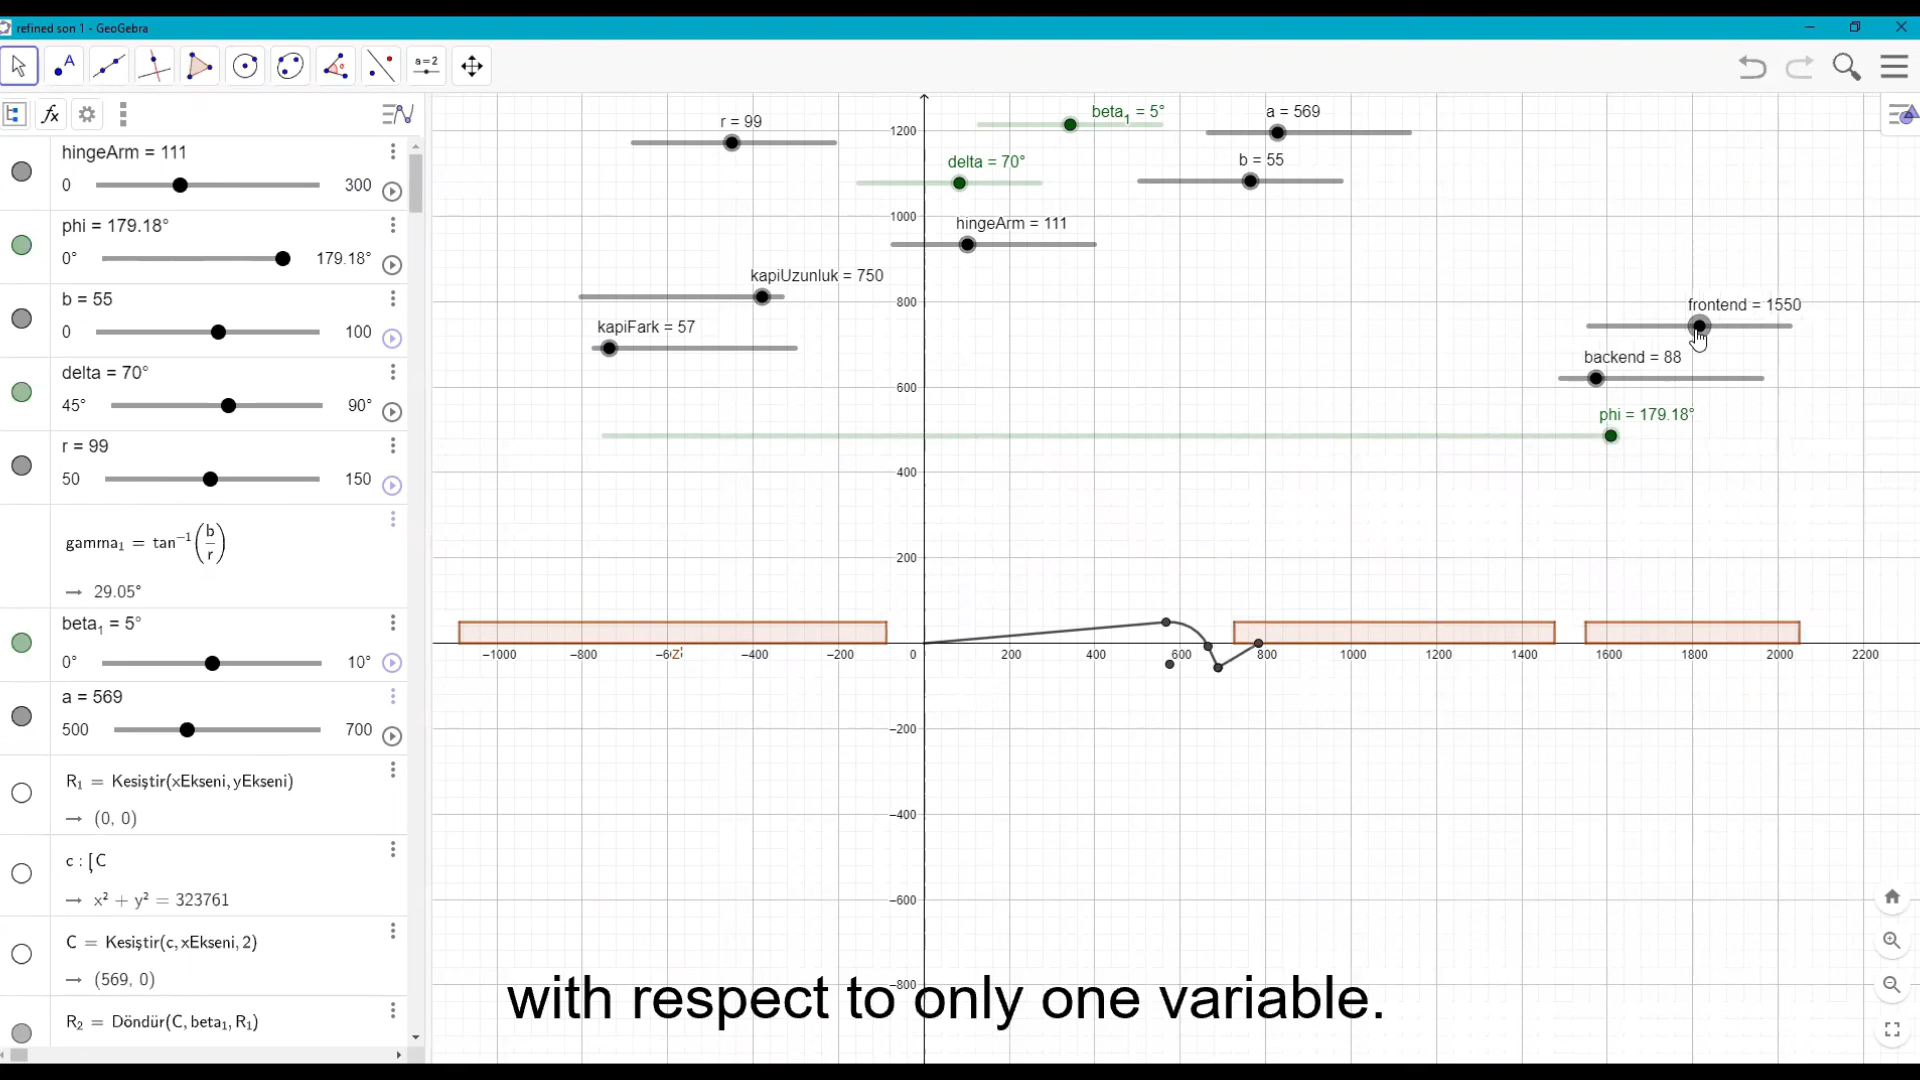 refined son 1 - GeoGebra
a=2
hingeArm = 111
0 300
phi = 179.18°
0° 179.18°
b = 55
0 100
delta = 70°
45° 90°
r = 99
50 150
gamma₁ = tan⁻¹(b/r)
→ 29.05°
beta₁ = 5°
0° 10°
a = 569
500 700
R₁ = Kesiştir(xEkseni, yEkseni)
→ (0, 0)
c : [C
→ x² + y² = 323761
C = Kesiştir(c, xEkseni, 2)
→ (569, 0)
R₂ = Döndür(C, beta₁, R₁)
r = 99
beta₁ = 5°
a = 569
delta = 70°
b = 55
hingeArm = 111
kapiUzunluk = 750
kapiFark = 57
frontend = 1550
backend = 88
phi = 179.18°
1200
1000
800
600
400
200
−1000 −800 −400 −200 0 200 400 600 800 1000 1200 1400 1600 1800 2000 2200
−200
−400
−600
−800
with respect to only one variable.